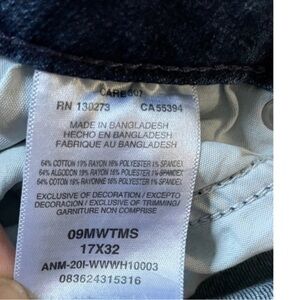 RN 130273 CA55394
MADE IN BANGLADESH
HECHO EN BANGLADESH
FABRIQUE AU BANGLADESH
64% COTTON 19% RAYON 16% POLYESTER 1% SPANDEX
64% ALGODON 19% RAYON 16% POLIESTER 1% SPANDEX
64% COTON 19% RAYONNE 16% POLYESTER 1% SPANDEX
EXCLUSIVE OF DECORATION / EXCEPTO
DECORACION / EXCLUSIVE OF TRIMMING/
GARNITURE NON COMPRISE
09MWTMS
17X32
ANM-20I-WWWH10003
083624315316